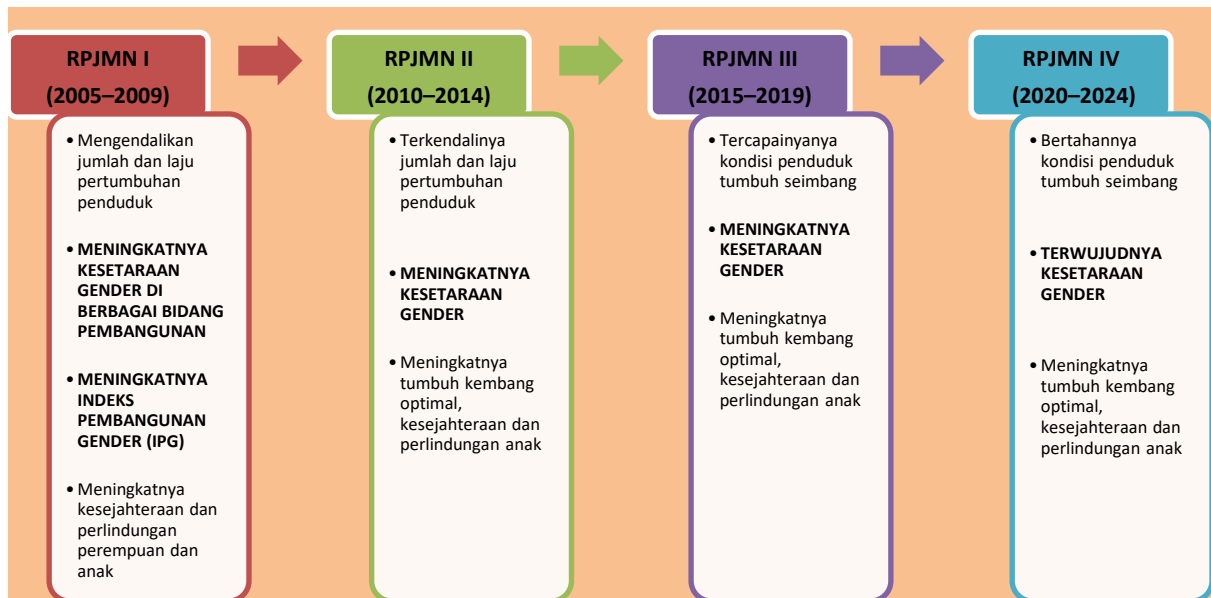 RPJMN I
(2005–2009)
• Mengendalikan
jumlah dan laju
pertumbuhan
penduduk
• MENINGKATNYA
KESETARAAN
GENDER DI
BERBAGAI BIDANG
PEMBANGUNAN
• MENINGKATNYA
INDEKS
PEMBANGUNAN
GENDER (IPG)
• Meningkatnya
kesejahteraan dan
perlindungan
perempuan dan
anak
RPJMN II
(2010–2014)
• Terkendalinya
jumlah dan laju
pertumbuhan
penduduk
• MENINGKATNYA
KESETARAAN
GENDER
• Meningkatnya
tumbuh kembang
optimal,
kesejahteraan dan
perlindungan anak
RPJMN III
(2015–2019)
• Tercapainyanya
kondisi penduduk
tumbuh seimbang
• MENINGKATNYA
KESETARAAN
GENDER
• Meningkatnya
tumbuh kembang
optimal,
kesejahteraan dan
perlindungan anak
RPJMN IV
(2020–2024)
• Bertahannya
kondisi penduduk
tumbuh seimbang
• TERWUJUDNYA
KESETARAAN
GENDER
• Meningkatnya
tumbuh kembang
optimal,
kesejahteraan dan
perlindungan anak